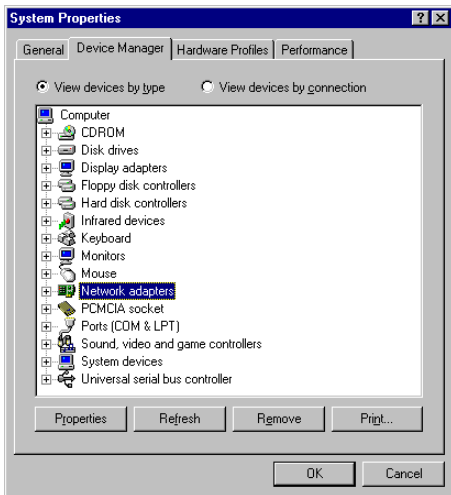 System Properties
General Device Manager Hardware Profiles Performance
View devices by type View devices by connection
Computer
CDROM
Disk drives
Display adapters
Floppy disk controllers
Hard disk controllers
Infrared devices
Keyboard
Monitors
Mouse
Network adapters
PCMCIA socket
Ports (COM & LPT)
Sound, video and game controllers
System devices
Universal serial bus controller
Properties Refresh Remove Print...
OK Cancel